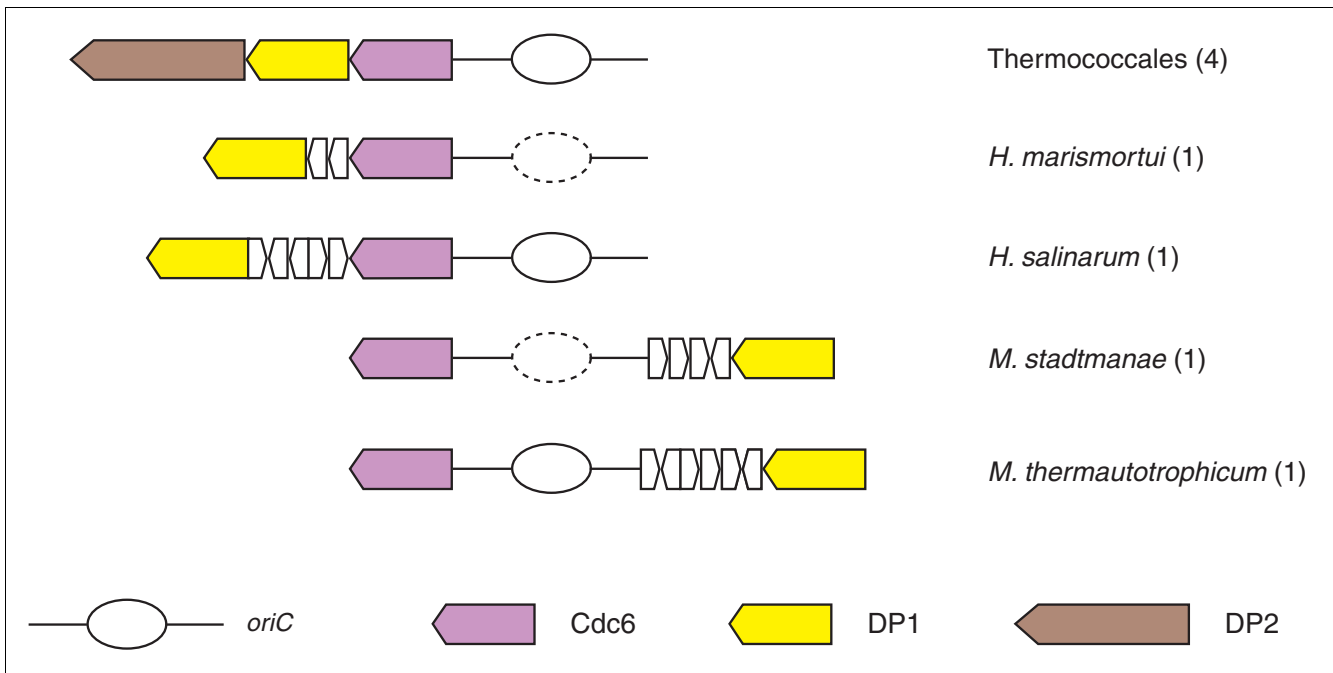 Thermococcales (4)
H. marismortui (1)
H. salinarum (1)
M. stadtmanae (1)
M. thermautotrophicum (1)
oriC
Cdc6
DP1
DP2